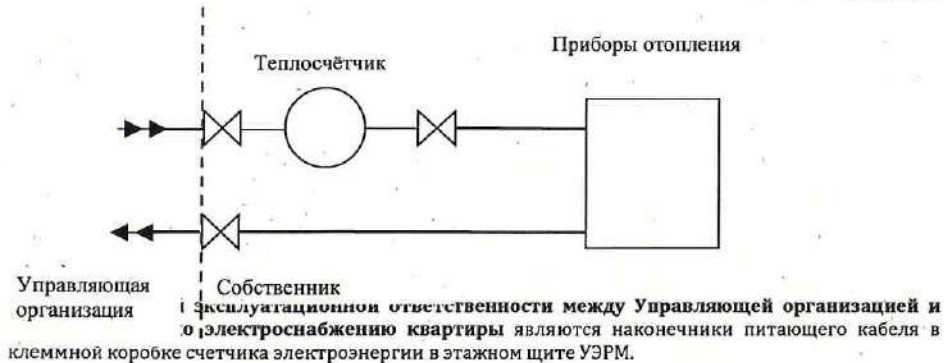 Приборы отопления
Теплосчётчик
Управляющая
организация
Собственник
эксплуатационной ответственности между Управляющей организацией и
электроснабжению квартиры являются наконечники питающего кабеля в
клеммной коробке счетчика электроэнергии в этажном щите УЭРМ.